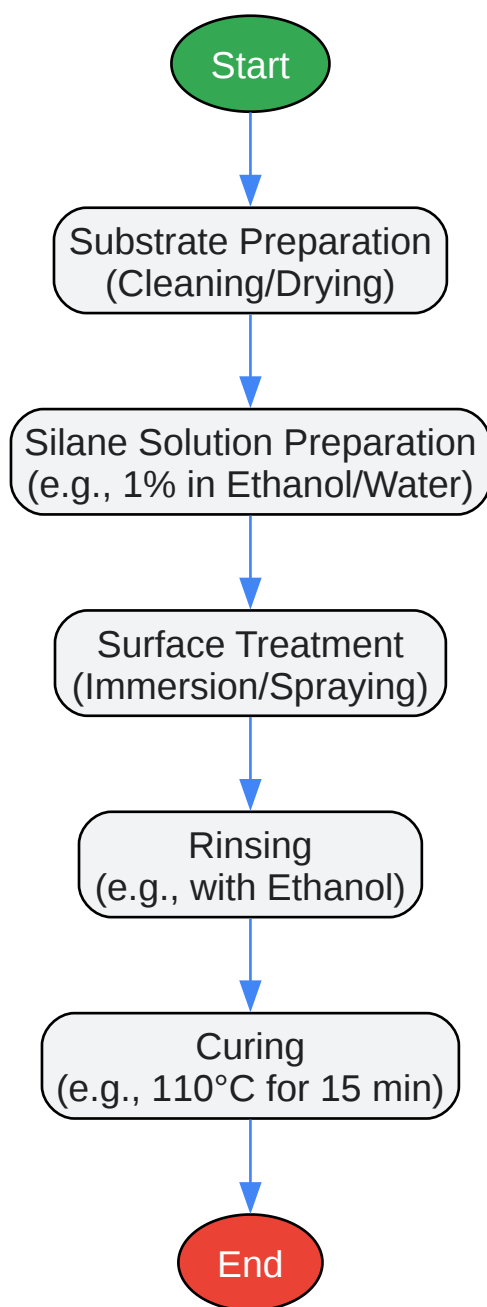 Start
Substrate Preparation
(Cleaning/Drying)
Silane Solution Preparation
(e.g., 1% in Ethanol/Water)
Surface Treatment
(Immersion/Spraying)
Rinsing
(e.g., with Ethanol)
Curing
(e.g., 110°C for 15 min)
End